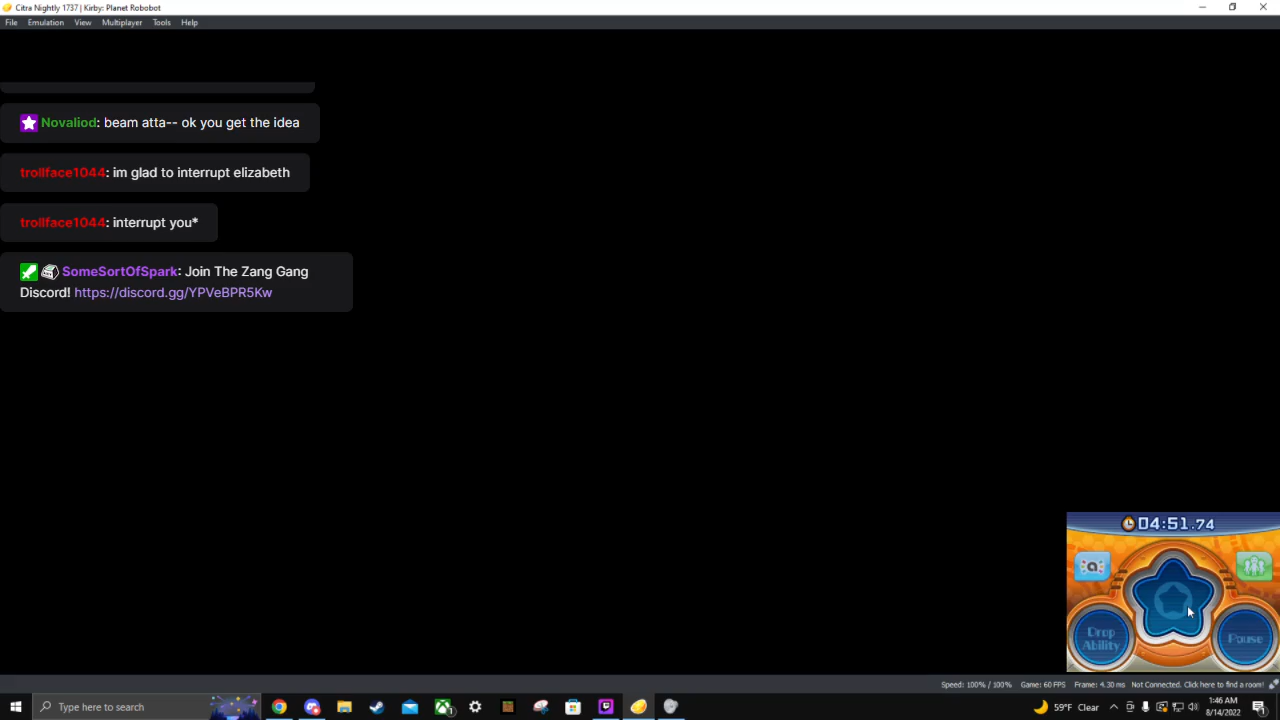 Citra Nightly 1737 | Kirby: Planet Robobot
File Emulation View Multiplayer Tools Help
Novaliod: beam atta-- ok you get the idea
trollface1044: im glad to interrupt elizabeth
trollface1044: interrupt you*
SomeSortOfSpark: Join The Zang Gang
Discord! https://discord.gg/YPVeBPR5Kw
04:51.74
a
Drop
Ability
Pause
Speed: 100% / 100% Game: 60 FPS Frame: 4.30 ms Not Connected. Click here to find a room!
Type here to search
59°F Clear
1:46 AM
8/14/2022